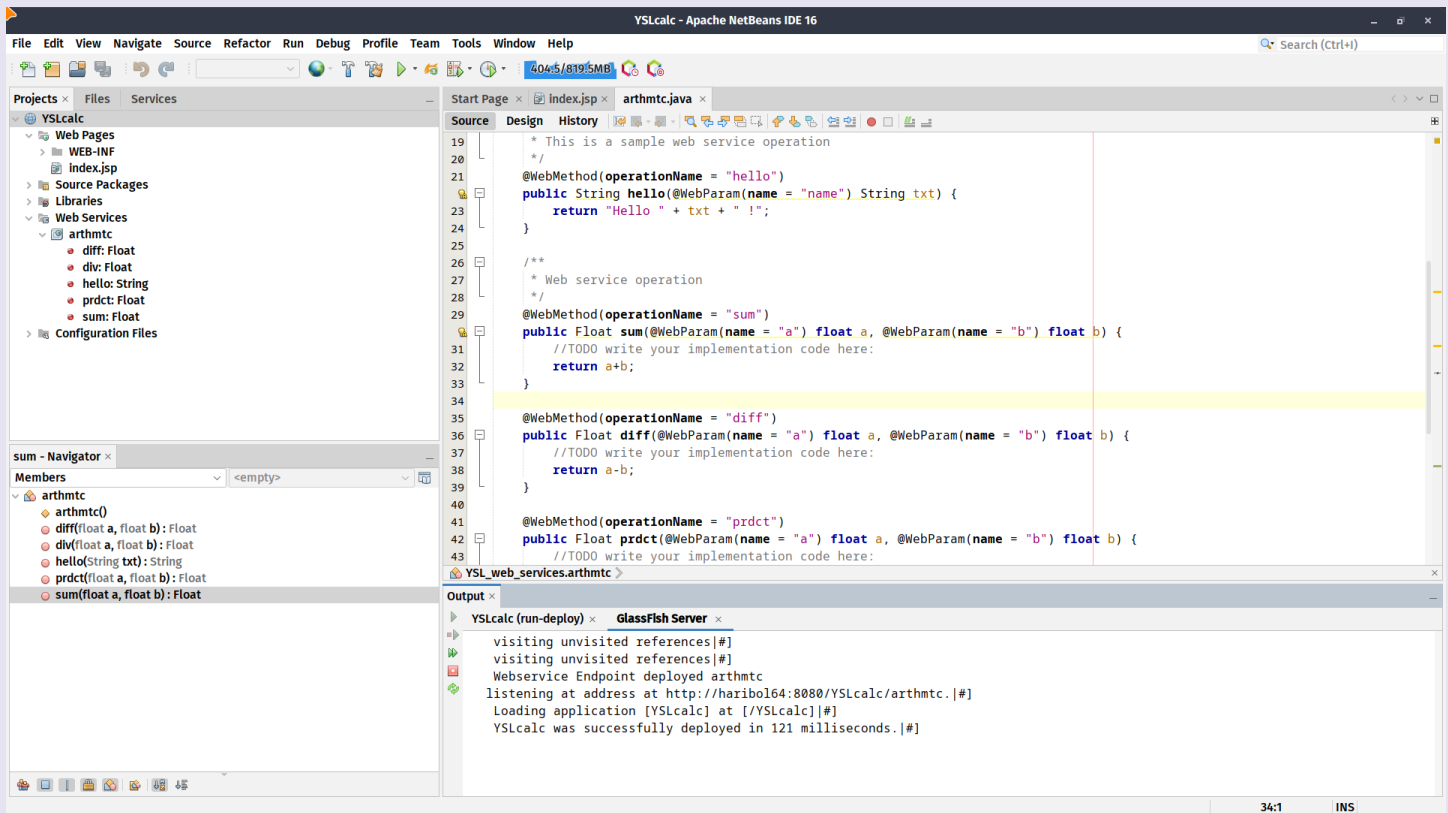 YSLcalc - Apache NetBeans IDE 16
File Edit View Navigate Source Refactor Run Debug Profile Team Tools Window Help
Search (Ctrl+I)
404.5/819.5MB
Projects Files Services
YSLcalc
Web Pages
WEB-INF
index.jsp
Source Packages
Libraries
Web Services
arthmtc
diff: Float
div: Float
hello: String
prdct: Float
sum: Float
Configuration Files
sum - Navigator
Members <empty>
arthmtc
arthmtc()
diff(float a, float b) : Float
div(float a, float b) : Float
hello(String txt) : String
prdct(float a, float b) : Float
sum(float a, float b) : Float
Start Page index.jsp arthmtc.java
Source Design History
19 * This is a sample web service operation
20 */
21 @WebMethod(operationName = "hello")
public String hello(@WebParam(name = "name") String txt) {
23 return "Hello " + txt + " !";
24 }
25
26 /**
27 * Web service operation
28 */
29 @WebMethod(operationName = "sum")
public Float sum(@WebParam(name = "a") float a, @WebParam(name = "b") float b) {
31 //TODO write your implementation code here:
32 return a+b;
33 }
34
35 @WebMethod(operationName = "diff")
36 public Float diff(@WebParam(name = "a") float a, @WebParam(name = "b") float b) {
37 //TODO write your implementation code here:
38 return a-b;
39 }
40
41 @WebMethod(operationName = "prdct")
42 public Float prdct(@WebParam(name = "a") float a, @WebParam(name = "b") float b) {
43 //TODO write your implementation code here:
YSL_web_services.arthmtc
Output
YSLcalc (run-deploy) GlassFish Server
visiting unvisited references|#]
visiting unvisited references|#]
Webservice Endpoint deployed arthmtc
listening at address at http://haribol64:8080/YSLcalc/arthmtc.|#]
Loading application [YSLcalc] at [/YSLcalc]|#]
YSLcalc was successfully deployed in 121 milliseconds.|#]
34:1 INS